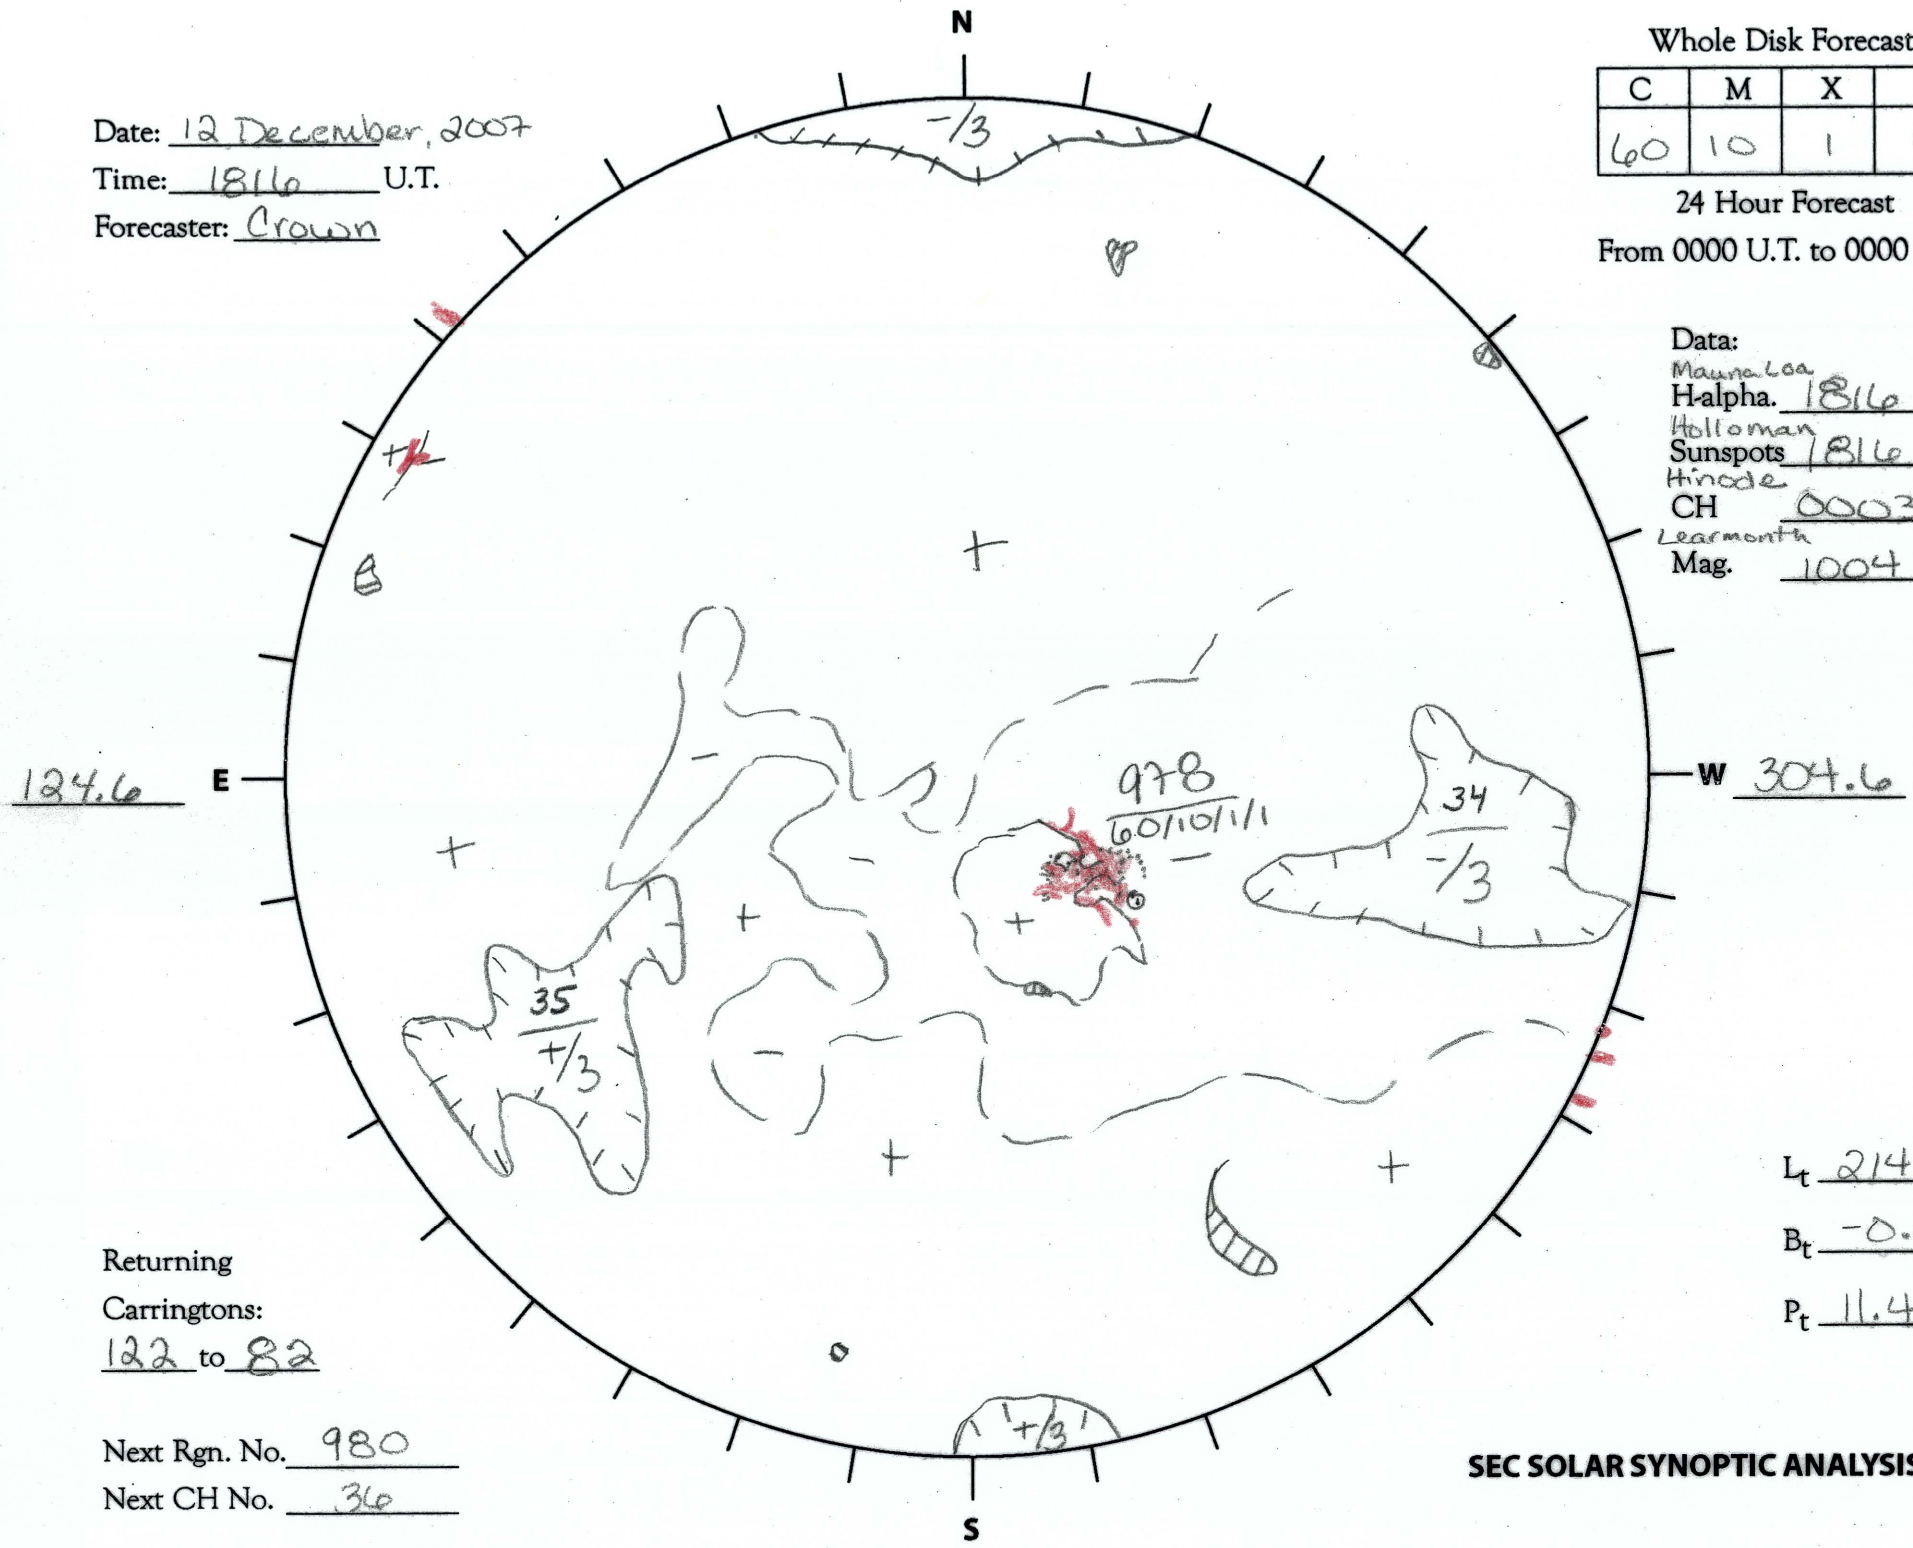 N
Whole Disk Forecast
C M X
60 10 1
24 Hour Forecast
From 0000 U.T. to 0000
Date: 12 December, 2007
Time: 1816 U.T.
Forecaster: Crown
-/3
Data:
Mauna Loa
H-alpha. 1816
Holloman
Sunspots 1816
Hinode
CH 0003
Learmonth
Mag. 1004
+
+
-
978
60/10/1/1
34
-/3
124.6 E
W 304.6
+
-
-
+
+
35
+/3
-
+
+
Lt 214
Bt -0.
Pt 11.4
Returning
Carringtons:
122 to 82
+/3
Next Rgn. No. 980
Next CH No. 36
SEC SOLAR SYNOPTIC ANALYSIS
S